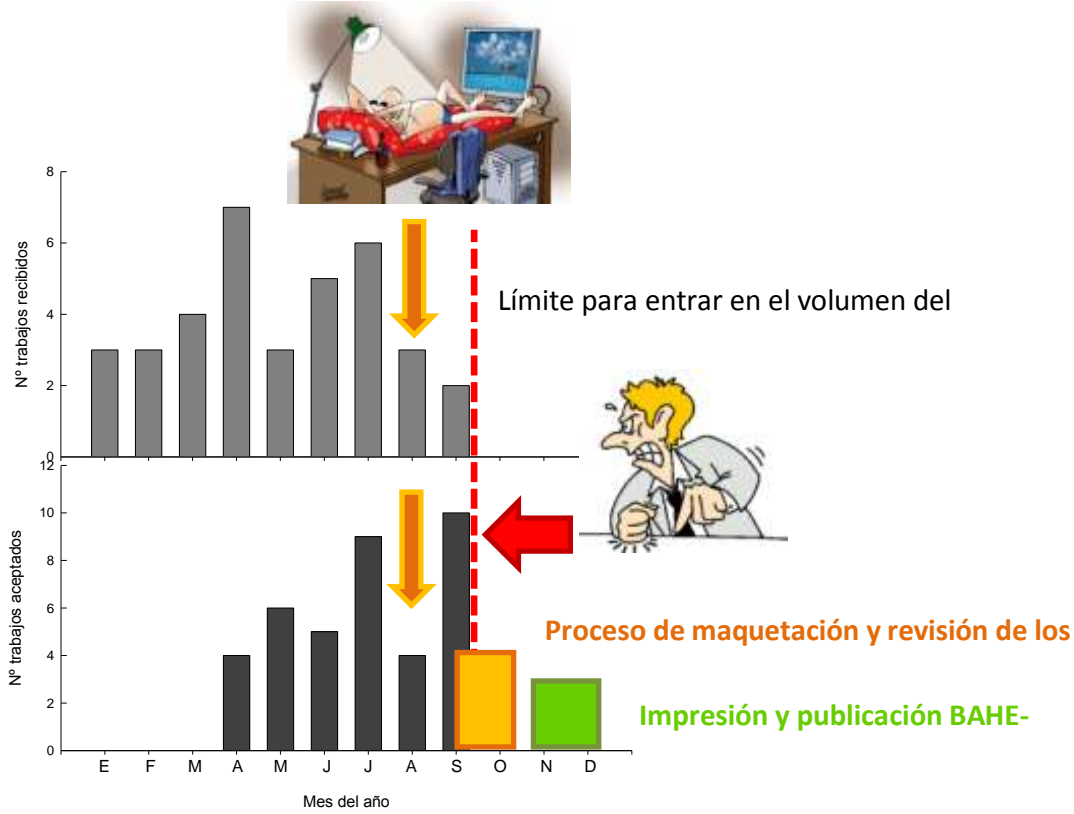 8
6
4
2
0
Nº trabajos recibidos
Límite para entrar en el volumen del
12
10
8
6
4
2
0
Nº trabajos aceptados
Proceso de maquetación y revisión de los
Impresión y publicación BAHE-
E F M A M J J A S O N D
Mes del año